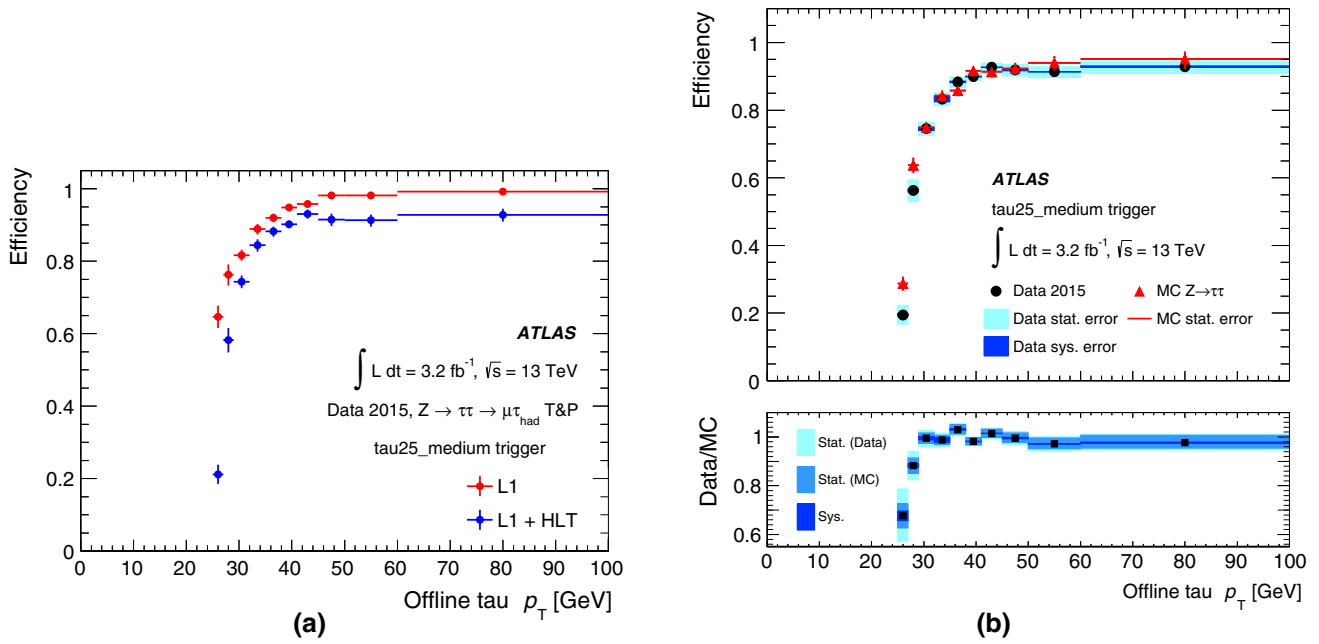 Efficiency
1
0.8
0.6
0.4
0.2
0
ATLAS
∫ L dt = 3.2 fb⁻¹, √s = 13 TeV
Data 2015, Z → ττ → μτ_had T&P
tau25_medium trigger
L1
L1 + HLT
0 10 20 30 40 50 60 70 80 90 100
Offline tau p_T [GeV]
(a)
Efficiency
1
0.8
0.6
0.4
0.2
0
ATLAS
tau25_medium trigger
∫ L dt = 3.2 fb⁻¹, √s = 13 TeV
Data 2015 MC Z→ττ
Data stat. error MC stat. error
Data sys. error
Data/MC
1
0.8
0.6
Stat. (Data)
Stat. (MC)
Sys.
0 10 20 30 40 50 60 70 80 90 100
Offline tau p_T [GeV]
(b)